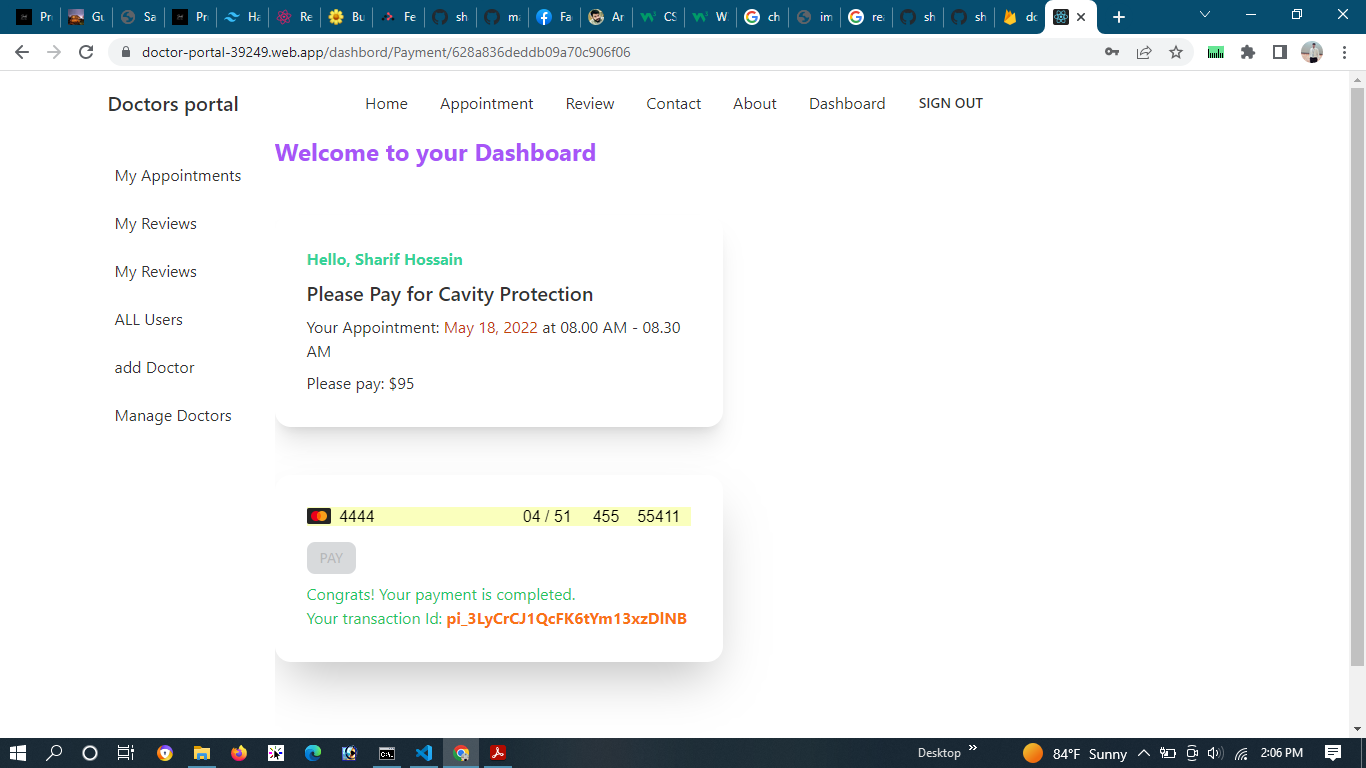 Pr
Gu
Sa
Pr
Ha
Re
Bu
Fe
sh
ma
Fa
Ar
CS
W
ch
im
rea
sh
sh
do
doctor-portal-39249.web.app/dashbord/Payment/628a836deddb09a70c906f06
Doctors portal
Home
Appointment
Review
Contact
About
Dashboard
SIGN OUT
Welcome to your Dashboard
My Appointments
My Reviews
My Reviews
ALL Users
add Doctor
Manage Doctors
Hello, Sharif Hossain
Please Pay for Cavity Protection
Your Appointment: May 18, 2022 at 08.00 AM - 08.30
AM
Please pay: $95
4444 04 / 51 455 55411
PAY
Congrats! Your payment is completed.
Your transaction Id: pi_3LyCrCJ1QcFK6tYm13xzDlNB
Desktop
84°F Sunny
2:06 PM